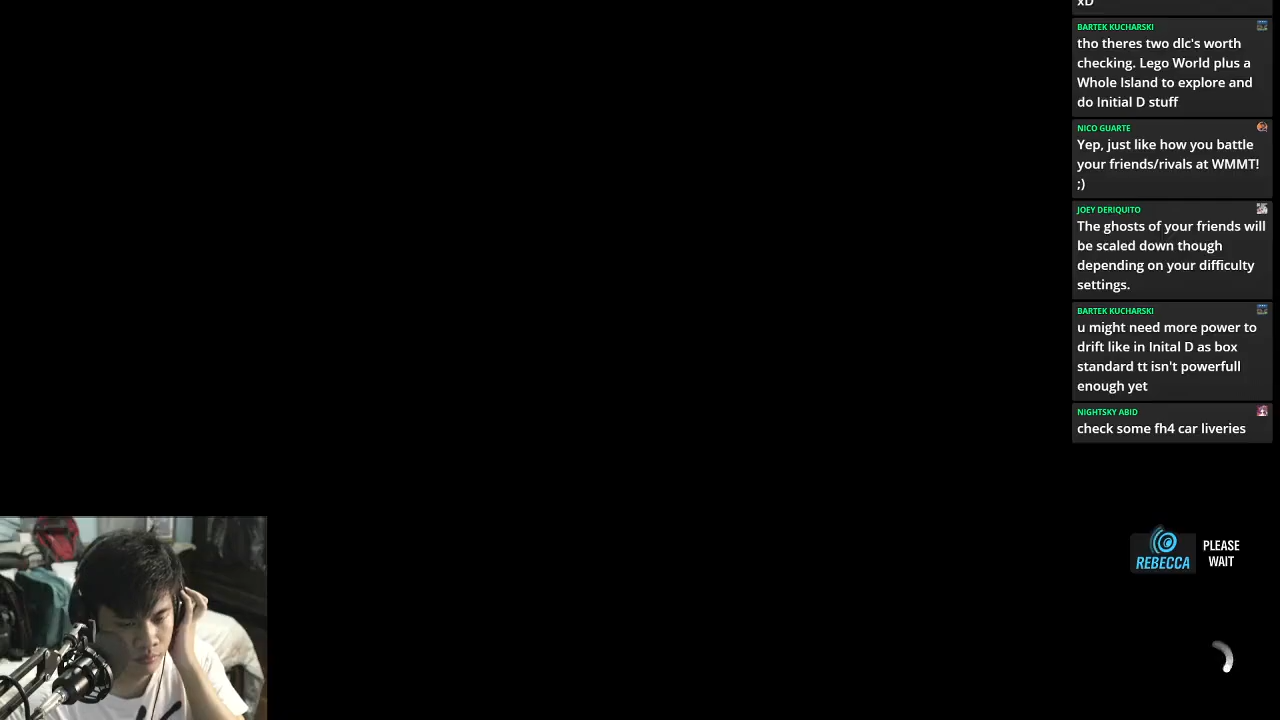 xD
BARTEK KUCHARSKI
tho theres two dlc's worth
checking. Lego World plus a
Whole Island to explore and
do Initial D stuff
NICO GUARTE
Yep, just like how you battle
your friends/rivals at WMMT!
;)
JOEY DERIQUITO
The ghosts of your friends will
be scaled down though
depending on your difficulty
settings.
BARTEK KUCHARSKI
u might need more power to
drift like in Inital D as box
standard tt isn't powerfull
enough yet
NIGHTSKY ABID
check some fh4 car liveries
REBECCA
PLEASE
WAIT